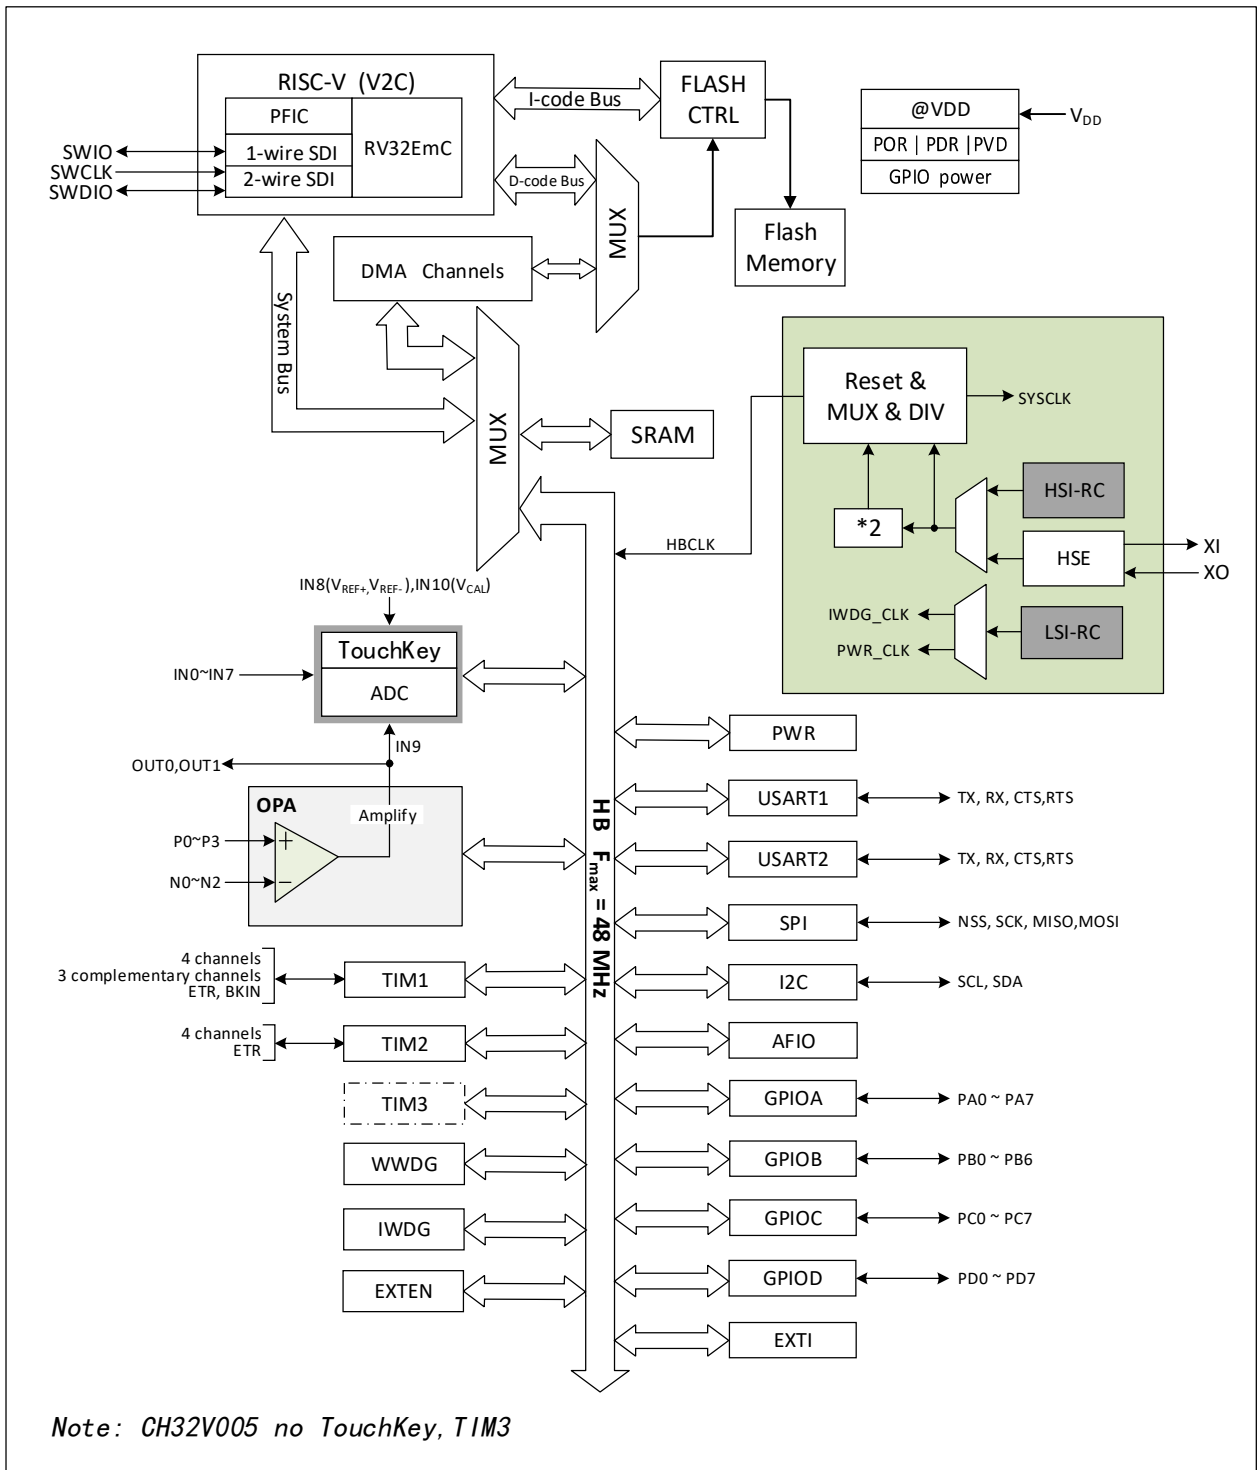 RISC-V (V2C)
PFIC
1-wire SDI
2-wire SDI
RV32EmC
SWIO
SWCLK
SWDIO
I-code Bus
D-code Bus
FLASH
CTRL
MUX
Flash
Memory
@VDD
POR | PDR | PVD
GPIO power
VDD
DMA Channels
System Bus
MUX
SRAM
Reset &
MUX & DIV
SYSCLK
HSI-RC
*2
HSE
XI
XO
HBCLK
IWDG_CLK
PWR_CLK
LSI-RC
IN8(VREF+,VREF-),IN10(VCAL)
TouchKey
ADC
IN0~IN7
IN9
OUT0,OUT1
OPA
Amplify
P0~P3
+
N0~N2
−
HB Fmax = 48 MHz
4 channels
3 complementary channels
ETR, BKIN
TIM1
4 channels
ETR
TIM2
TIM3
WWDG
IWDG
EXTEN
PWR
USART1
TX, RX, CTS,RTS
USART2
TX, RX, CTS,RTS
SPI
NSS, SCK, MISO,MOSI
I2C
SCL, SDA
AFIO
GPIOA
PA0 ~ PA7
GPIOB
PB0 ~ PB6
GPIOC
PC0 ~ PC7
GPIOD
PD0 ~ PD7
EXTI
Note: CH32V005 no TouchKey, TIM3